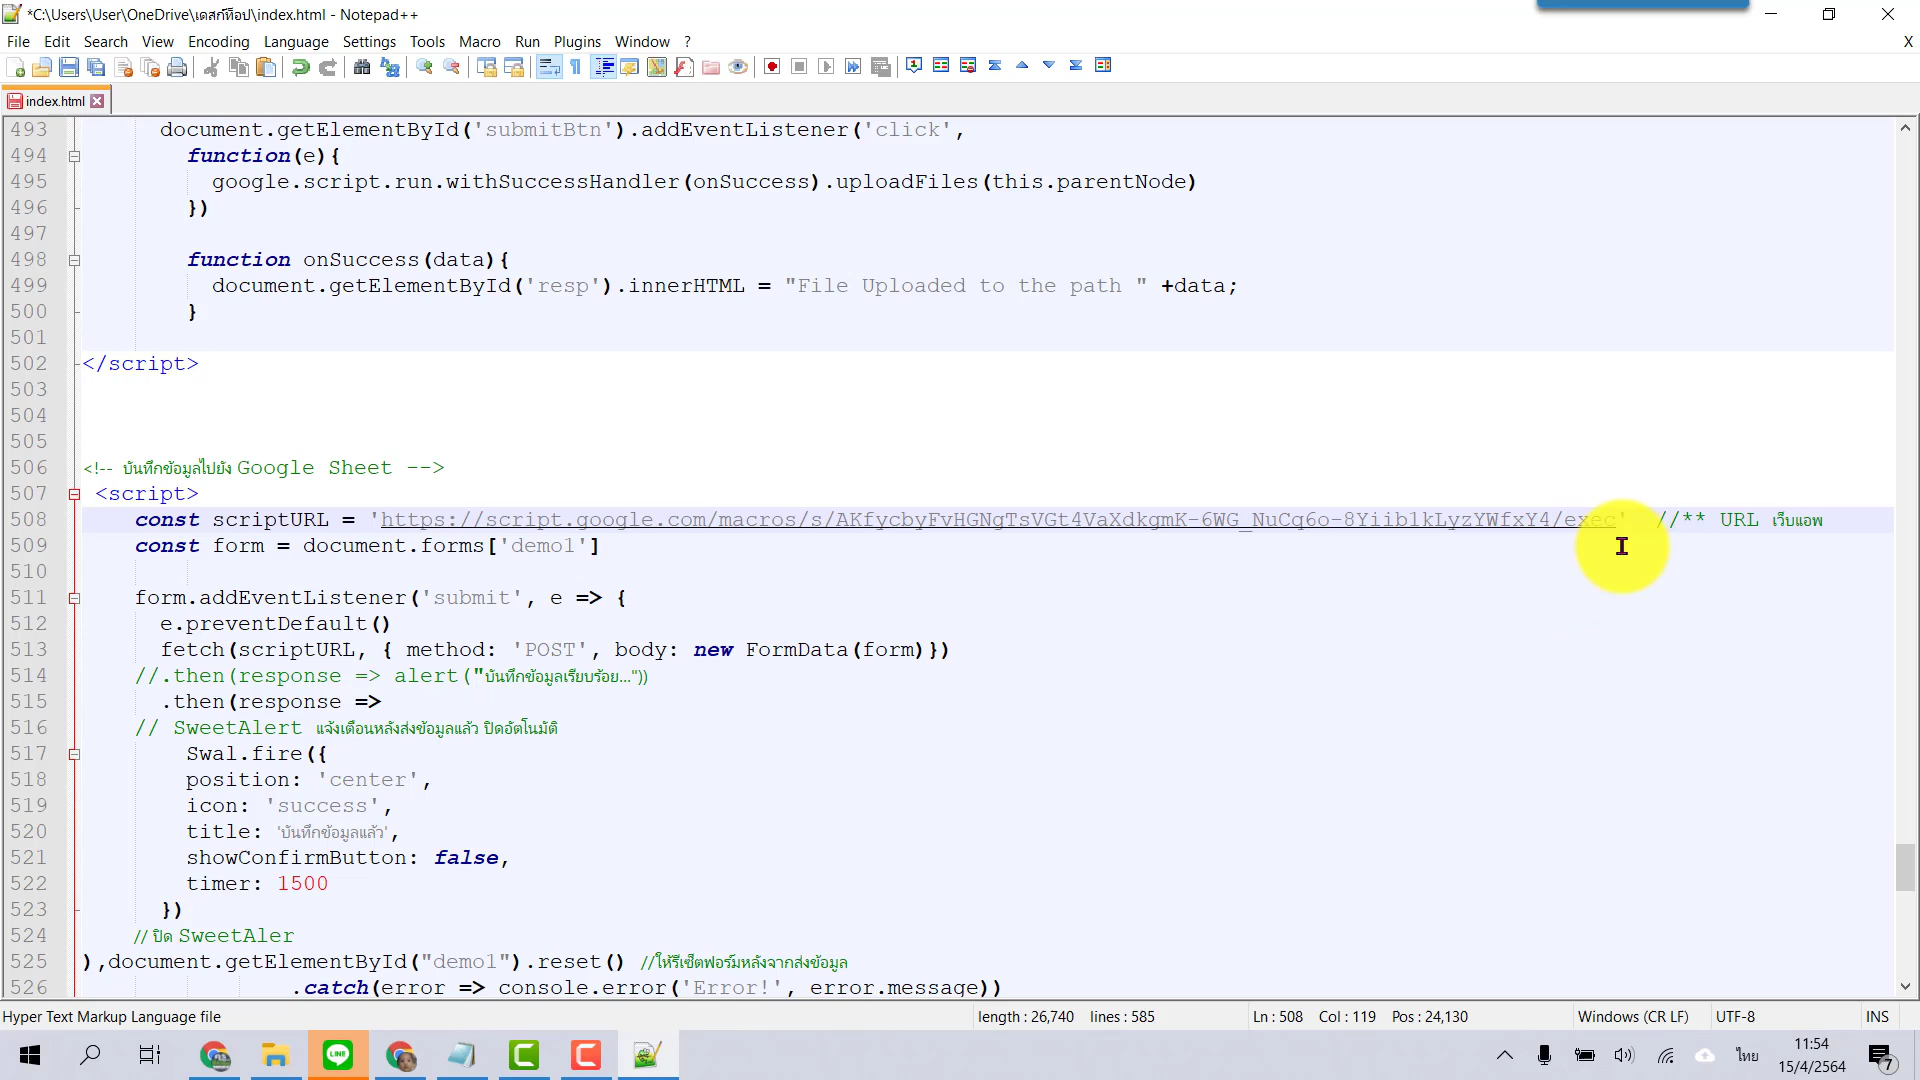 *C:\Users\User\OneDrive\เดสก์ท็อป\index.html - Notepad++
File Edit Search View Encoding Language Settings Tools Macro Run Plugins Window ? X
index.html
493 document.getElementById('submitBtn').addEventListener('click',
494 function(e){
495 google.script.run.withSuccessHandler(onSuccess).uploadFiles(this.parentNode)
496 })
497
498 function onSuccess(data){
499 document.getElementById('resp').innerHTML = "File Uploaded to the path " +data;
500 }
501
502 </script>
503
504
505
506 <!-- บันทึกข้อมูลไปยัง Google Sheet -->
507 <script>
508 const scriptURL = 'https://script.google.com/macros/s/AKfycbyFvHGNgTsVGt4VaXdkgmK-6WG_NuCq6o-8Yiib1kLyzYWfxY4/exec' //** URL เว็บแอพ
509 const form = document.forms['demo1']
510
511 form.addEventListener('submit', e => {
512 e.preventDefault()
513 fetch(scriptURL, { method: 'POST', body: new FormData(form)})
514 //.then(response => alert("บันทึกข้อมูลเรียบร้อย..."))
515 .then(response =>
516 // SweetAlert แจ้งเตือนหลังส่งข้อมูลแล้ว ปิดอัตโนมัติ
517 Swal.fire({
518 position: 'center',
519 icon: 'success',
520 title: 'บันทึกข้อมูลแล้ว',
521 showConfirmButton: false,
522 timer: 1500
523 })
524 // ปิด SweetAler
525 ),document.getElementById("demo1").reset() //ให้รีเซ็ตฟอร์มหลังจากส่งข้อมูล
526 .catch(error => console.error('Error!', error.message))
Hyper Text Markup Language file length : 26,740 lines : 585 Ln : 508 Col : 119 Pos : 24,130 Windows (CR LF) UTF-8 INS
LINE ไทย 11:54
15/4/2564 7